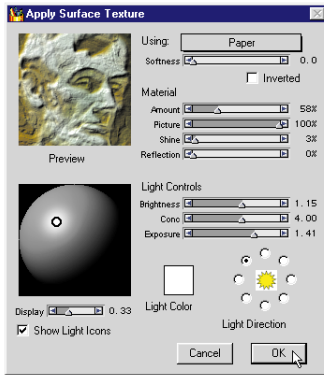 Apply Surface Texture
Using: Paper
Softness 0.0
Inverted
Material
Amount 58%
Picture 100%
Shine 3%
Reflection 0%
Preview
Light Controls
Brightness 1.15
Conc 4.00
Exposure 1.41
Display 0.33
Light Color
Show Light Icons
Light Direction
Cancel OK